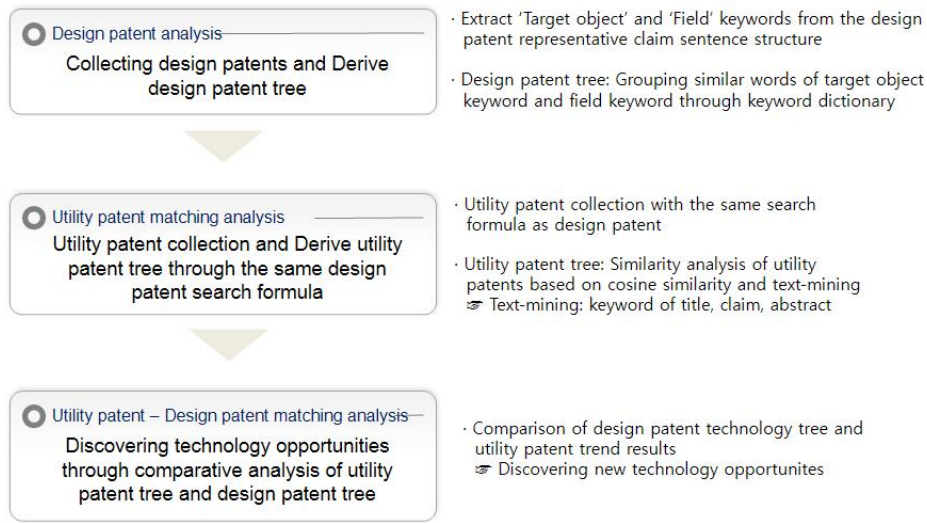 Design patent analysis
Collecting design patents and Derive
design patent tree
· Extract ‘Target object’ and ‘Field’ keywords from the design
patent representative claim sentence structure
· Design patent tree: Grouping similar words of target object
keyword and field keyword through keyword dictionary
Utility patent matching analysis
Utility patent collection and Derive utility
patent tree through the same design
patent search formula
· Utility patent collection with the same search
formula as design patent
· Utility patent tree: Similarity analysis of utility
patents based on cosine similarity and text-mining
☞ Text-mining: keyword of title, claim, abstract
Utility patent – Design patent matching analysis
Discovering technology opportunities
through comparative analysis of utility
patent tree and design patent tree
· Comparison of design patent technology tree and
utility patent trend results
☞ Discovering new technology opportunites